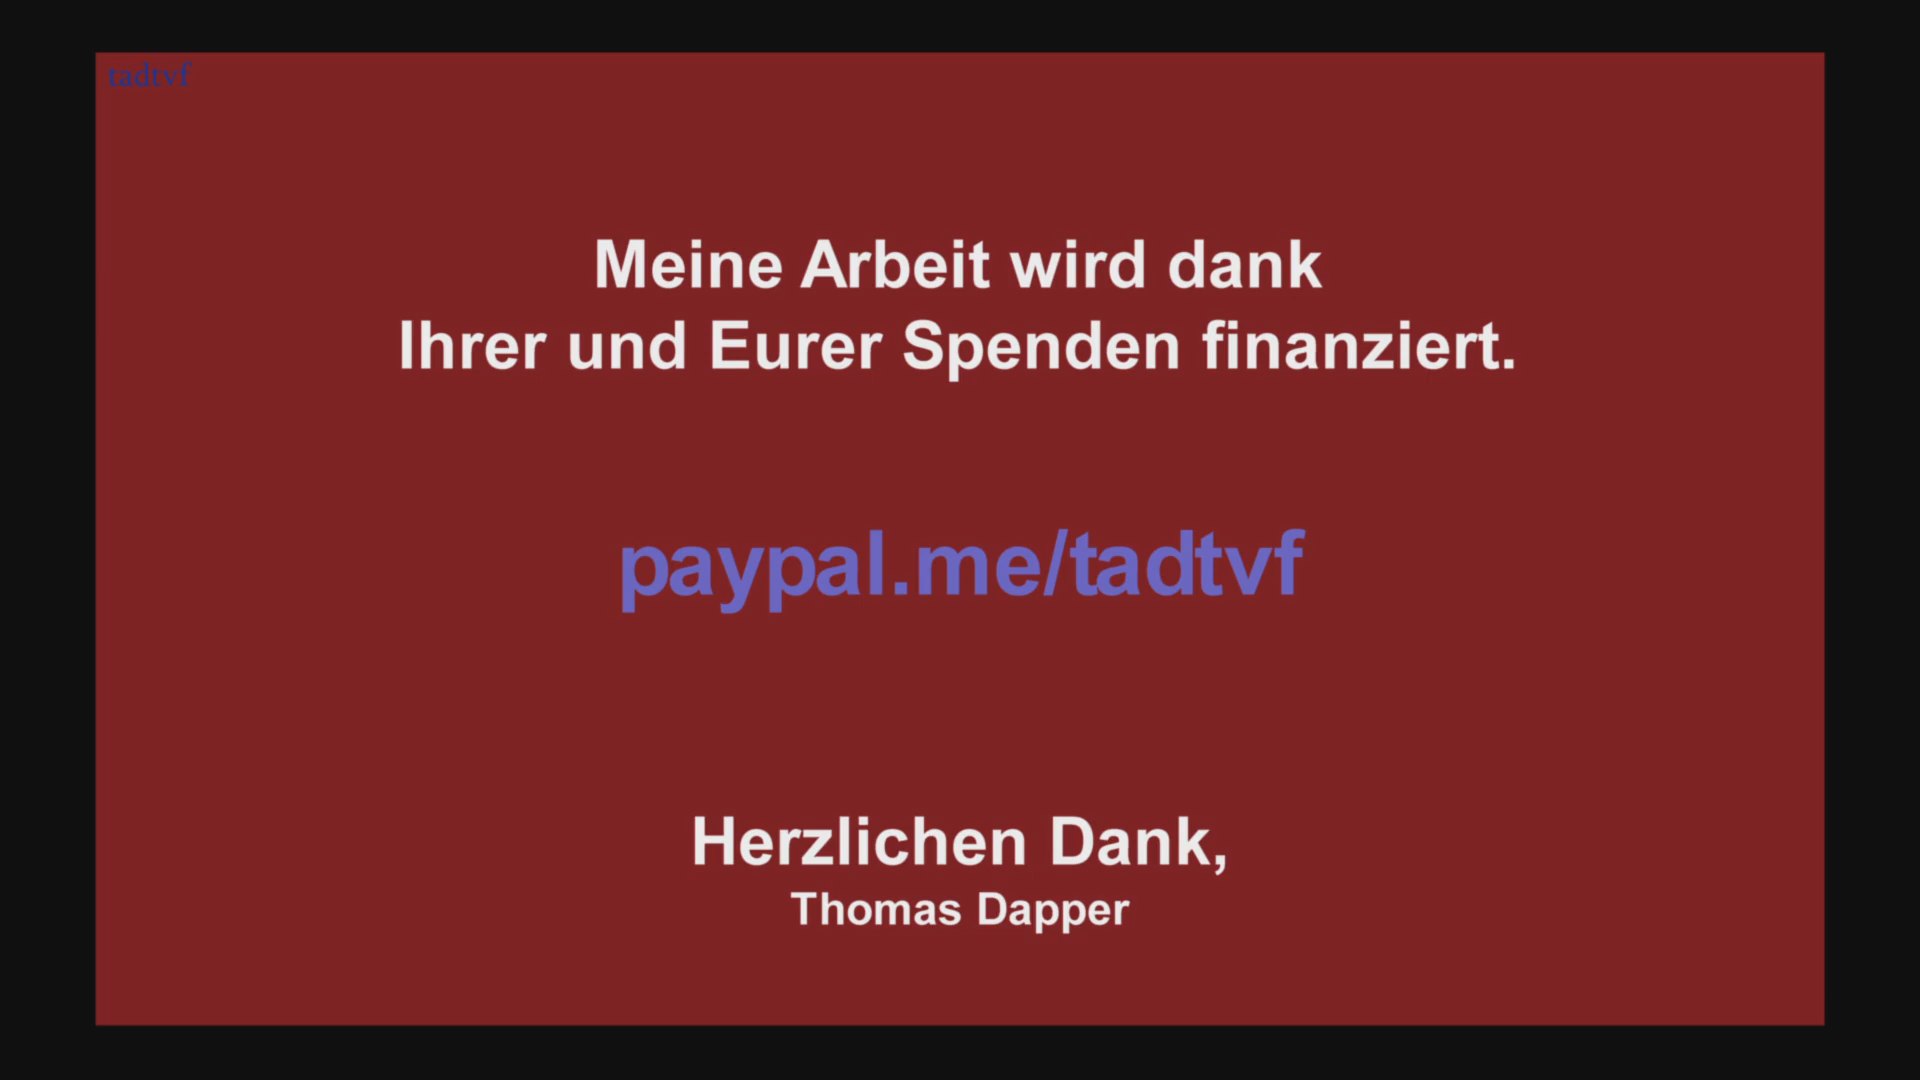 tadtvf
Meine Arbeit wird dank
Ihrer und Eurer Spenden finanziert.
paypal.me/tadtvf
Herzlichen Dank,
Thomas Dapper